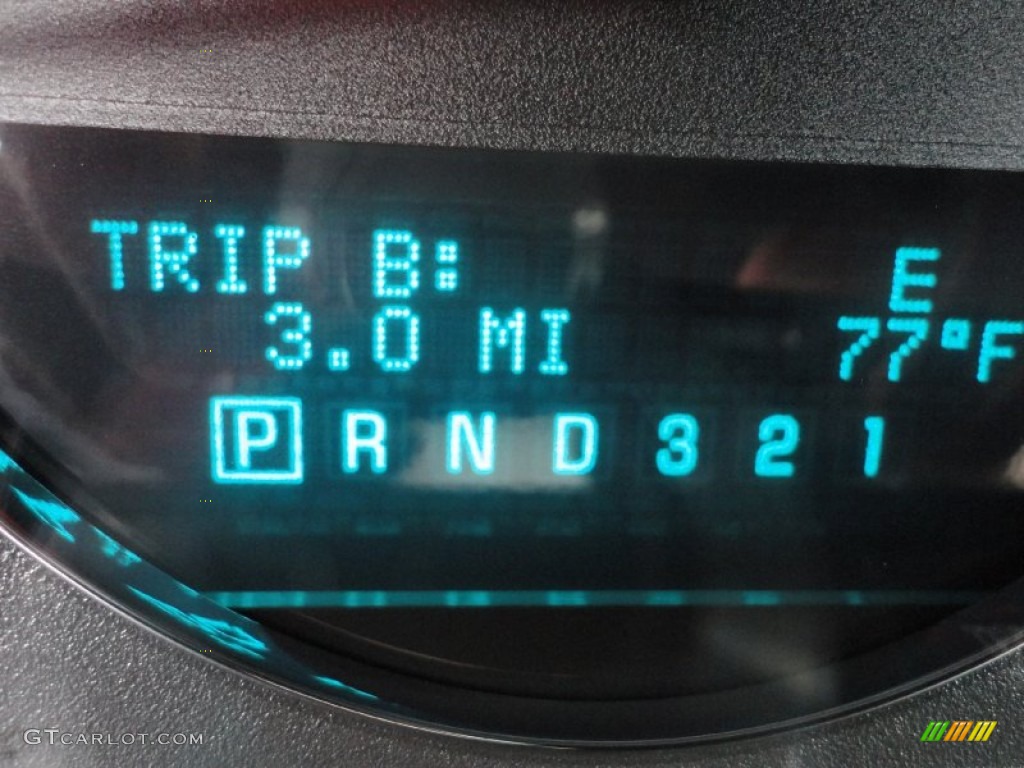 TRIP B:
E
3.0 MI
77°F
P R N D 3 2 1
GTCARLOT.COM